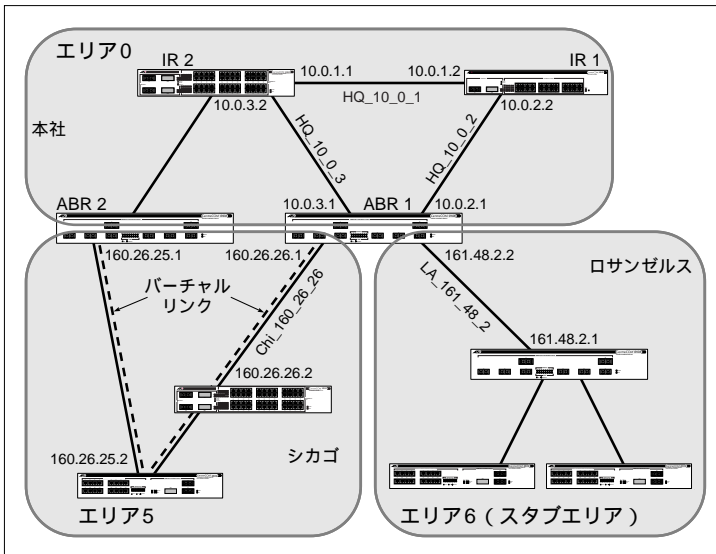 エリア0
IR 2
IR 1
10.0.1.1
10.0.1.2
HQ_10_0_1
10.0.3.2
10.0.2.2
本社
HQ_10_0_3
HQ_10_0_2
ABR 2
10.0.3.1
ABR 1
10.0.2.1
160.26.25.1
160.26.26.1
161.48.2.2
ロサンゼルス
バーチャル
リンク
Chi_160_26_26
LA_161_48_2
161.48.2.1
160.26.26.2
160.26.25.2
シカゴ
エリア5
エリア6（スタブエリア）